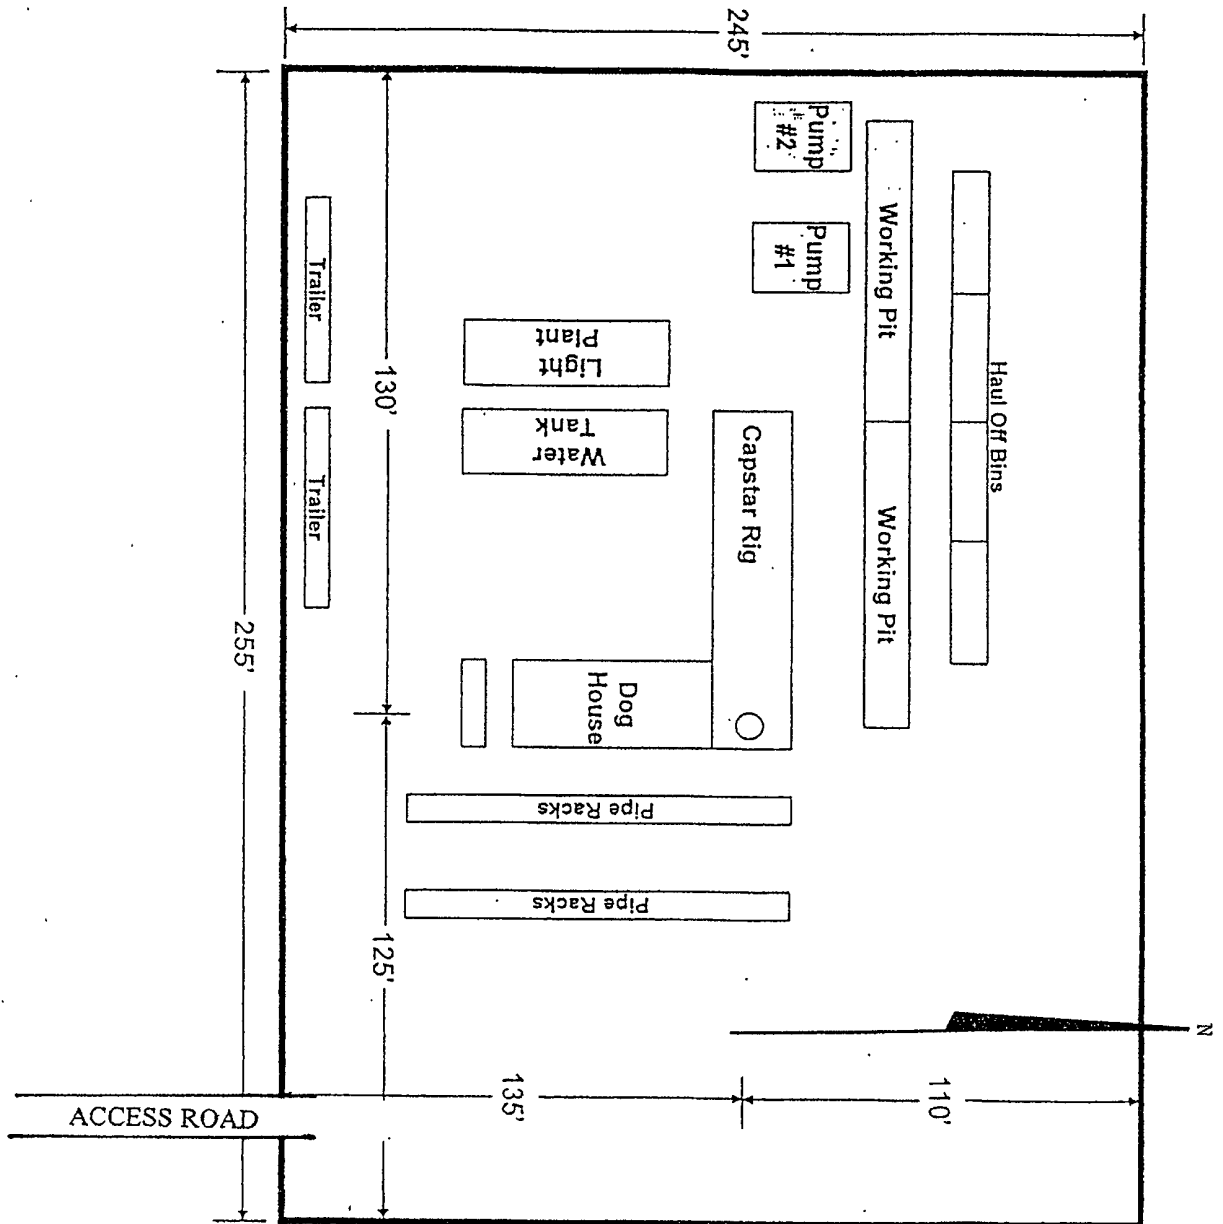 245'
Pump
#2
Pump
#1
Working Pit
Working Pit
Haul Off Bins
Trailer
Trailer
130'
Light
Plant
Water
Tank
Capstar Rig
Dog
House
255'
Pipe Racks
Pipe Racks
125'
N
135'
110'
ACCESS ROAD